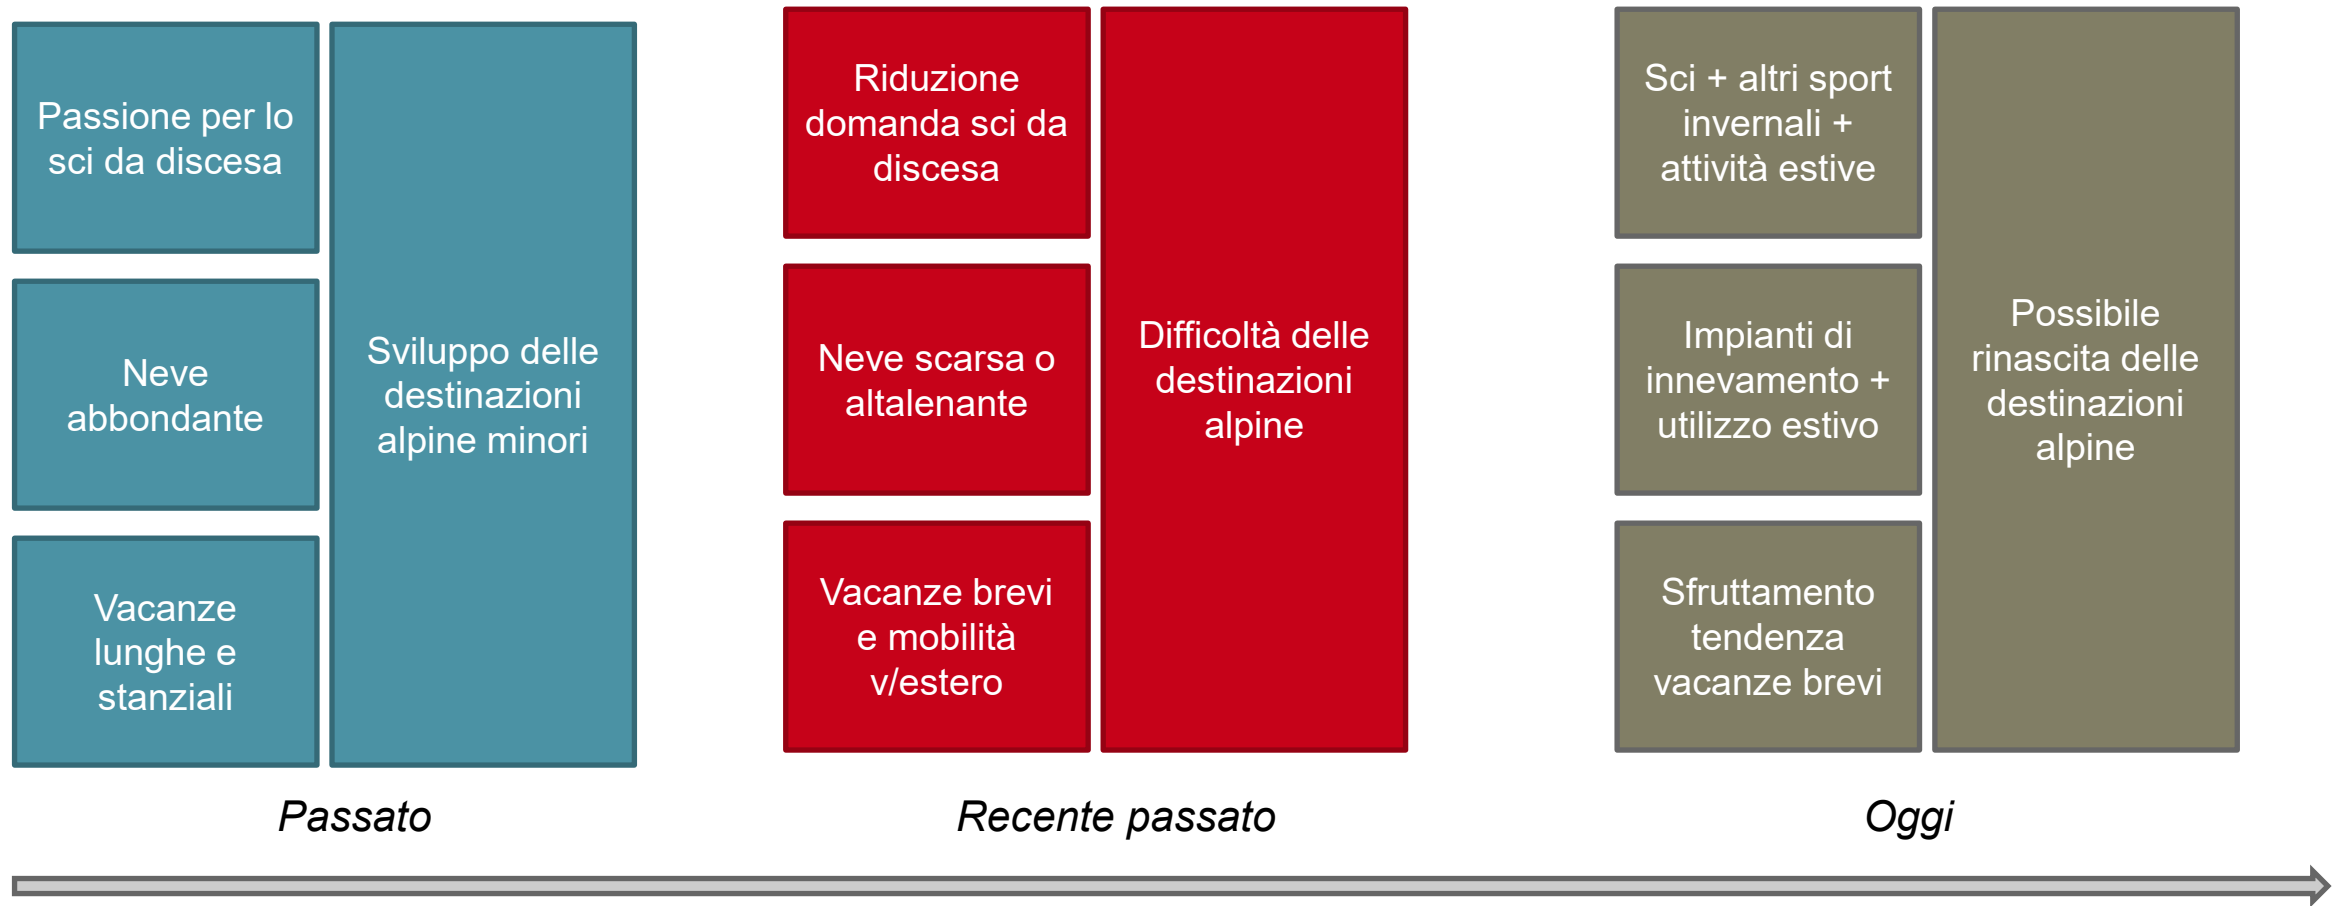 Passione per lo
sci da discesa
Neve
abbondante
Vacanze
lunghe e
stanziali
Sviluppo delle
destinazioni
alpine minori
Passato
Riduzione
domanda sci da
discesa
Neve scarsa o
altalenante
Vacanze brevi
e mobilità
v/estero
Difficoltà delle
destinazioni
alpine
Recente passato
Sci + altri sport
invernali +
attività estive
Impianti di
innevamento +
utilizzo estivo
Sfruttamento
tendenza
vacanze brevi
Possibile
rinascita delle
destinazioni
alpine
Oggi